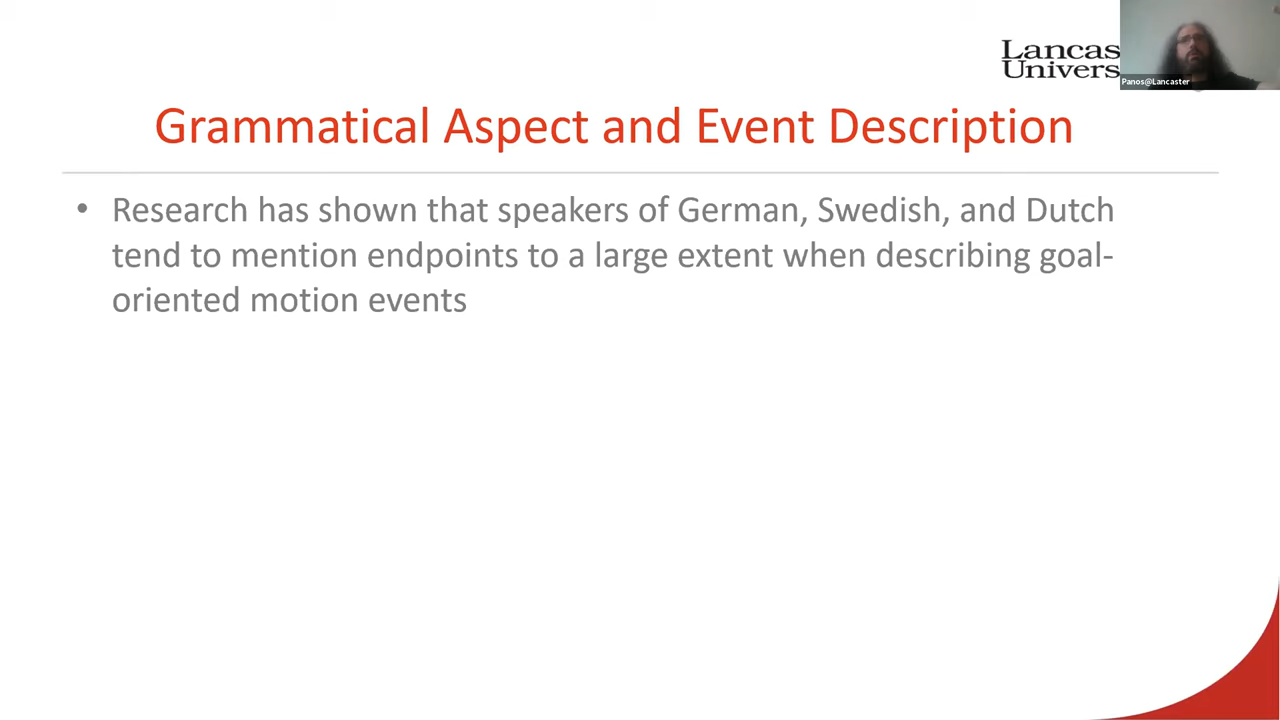 Lancas
Univers
Panos@Lancaster
Grammatical Aspect and Event Description
• Research has shown that speakers of German, Swedish, and Dutch
tend to mention endpoints to a large extent when describing goal-
oriented motion events